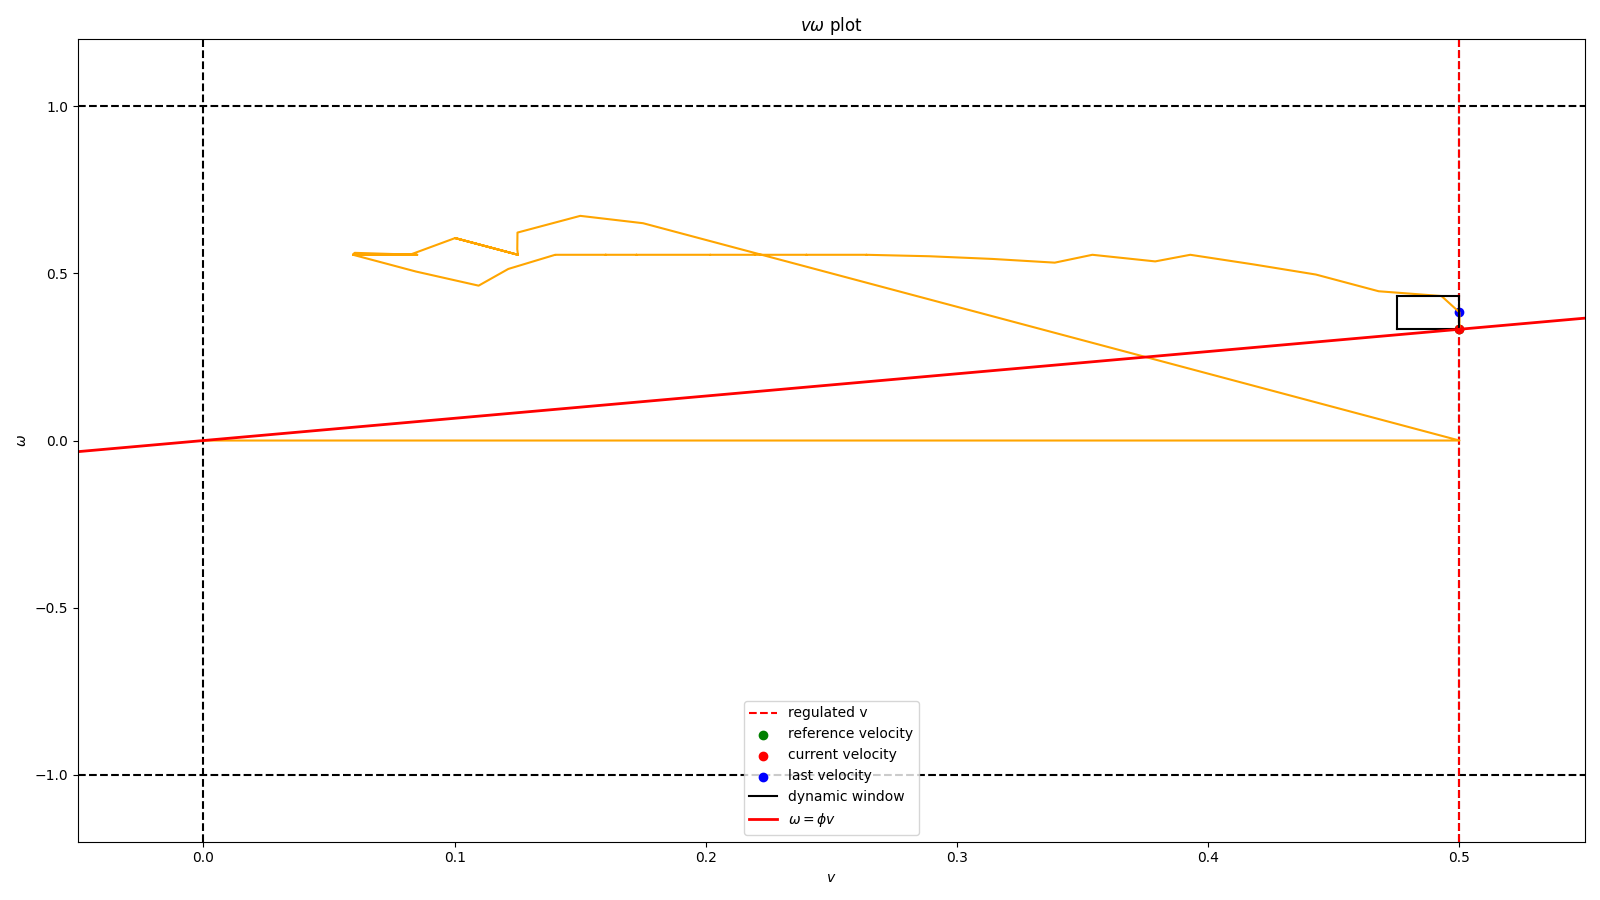 vω plot
1.0
0.5
0.0
−0.5
−1.0
ω
regulated v
reference velocity
current velocity
last velocity
dynamic window
ω = ϕv
0.0 0.1 0.2 0.3 0.4 0.5
v